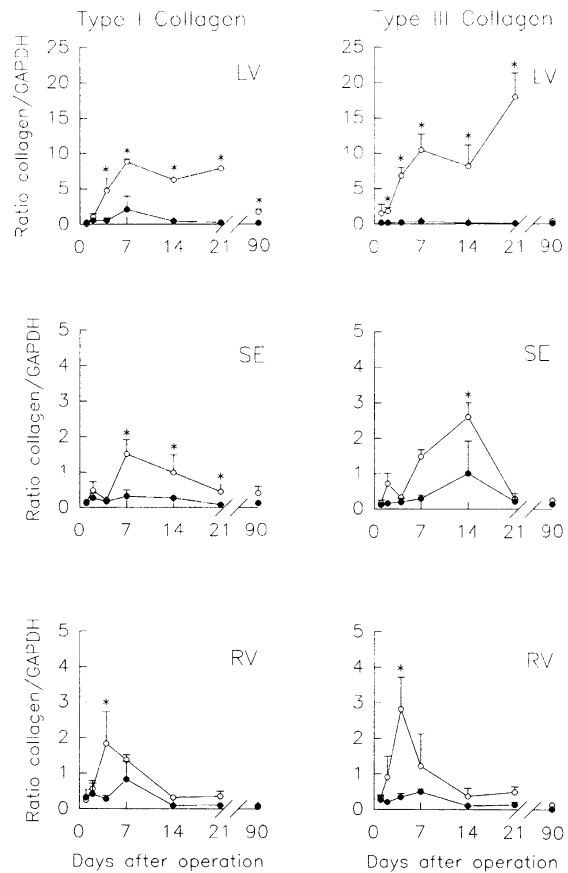 Type I Collagen
Type III Collagen
Ratio collagen/GAPDH
25
20
15
10
5
0
LV
*
*
*
*
*
0 7 14 21 90
25
20
15
10
5
0
LV
*
*
*
*
*
0 7 14 21 90
Ratio collagen/GAPDH
5
4
3
2
1
0
SE
*
*
*
0 7 14 21 90
5
4
3
2
1
0
SE
*
0 7 14 21 90
Ratio collagen/GAPDH
5
4
3
2
1
0
RV
*
0 7 14 21 90
Days after operation
5
4
3
2
1
0
RV
*
0 7 14 21 90
Days after operation